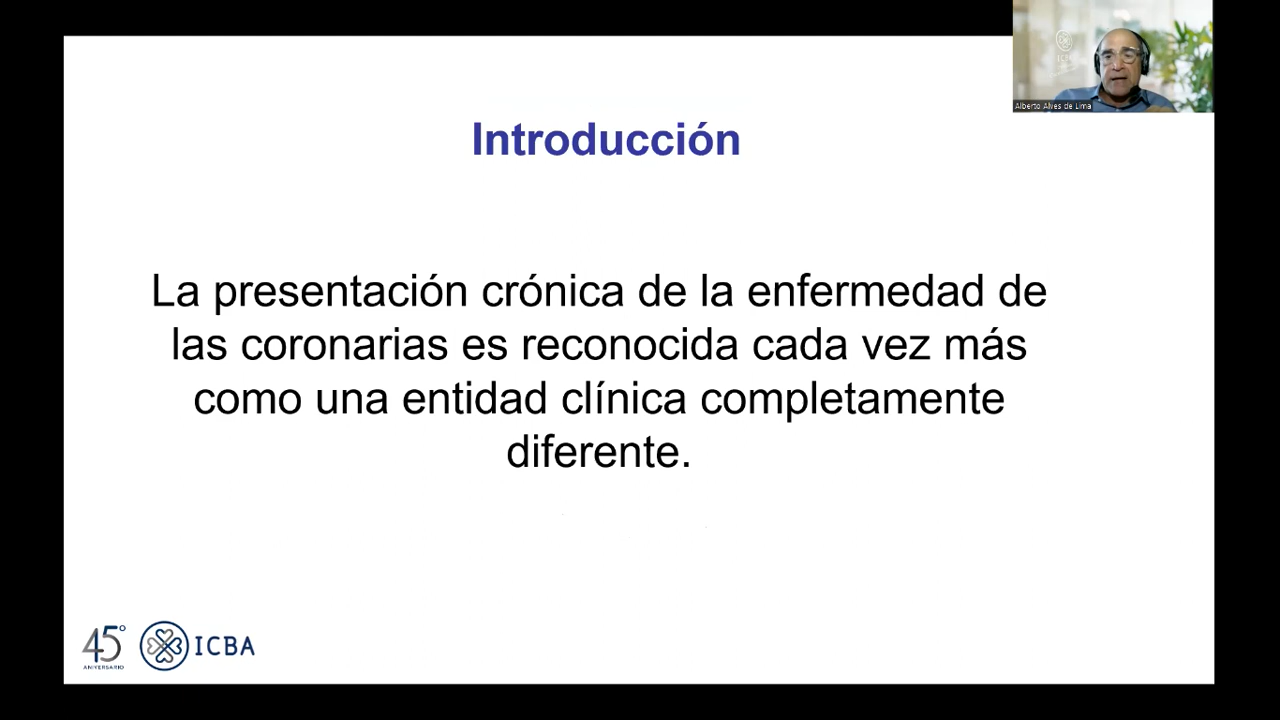 Alberto Alves de Lima
Introducción
La presentación crónica de la enfermedad de
las coronarias es reconocida cada vez más
como una entidad clínica completamente
diferente.
45°
ANIVERSARIO
ICBA